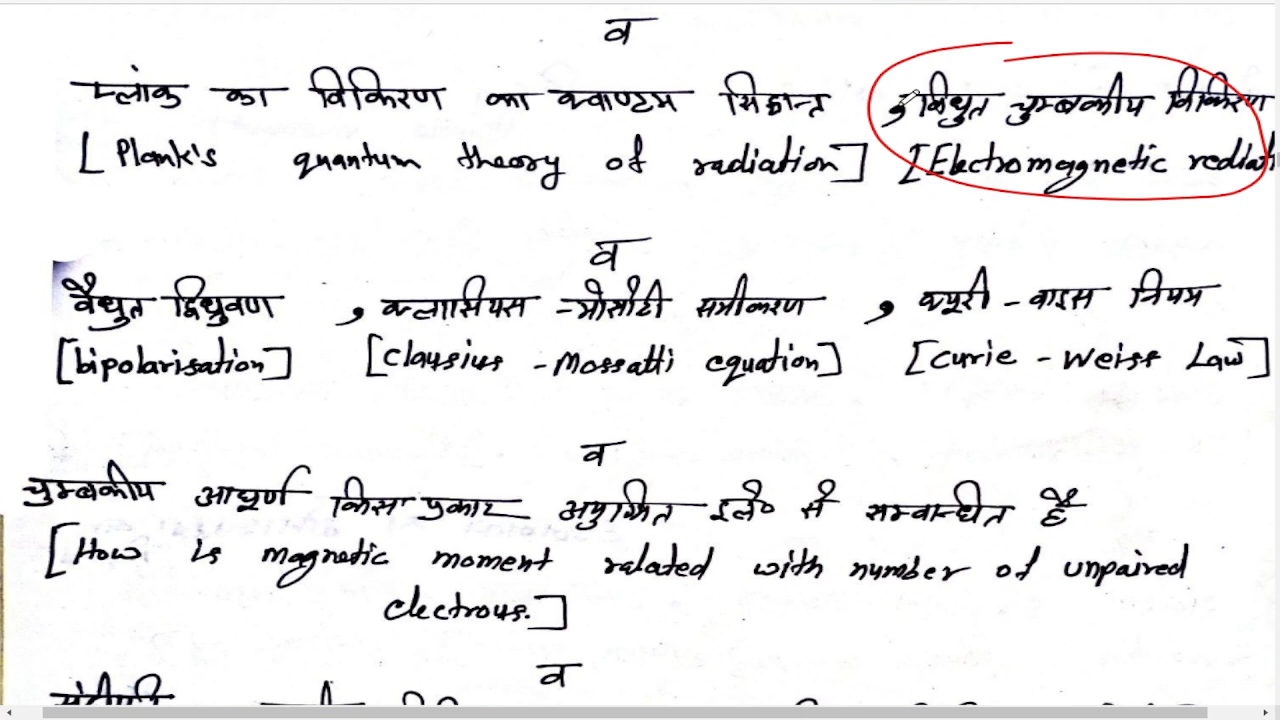 व
प्लांक का विकिरण का क्वाण्टम सिद्धान्त , विधुत चुम्बकीय विकिरण
[Plank's quantum theory of radiation] [Electromagnetic rediati
व
वैधुत द्विध्रुवण , क्लासियस - मोसोटी समीकरण , क्यूरी - वाइस नियम
[bipolarisation] [clausius - Mossatti equation] [curie - Weiss Law]
व
चुम्बकीय आघूर्ण किस प्रकार अयुग्मित इले० से सम्बन्धित है
[How is magnetic moment related with number of unpaired
electrous.]
व